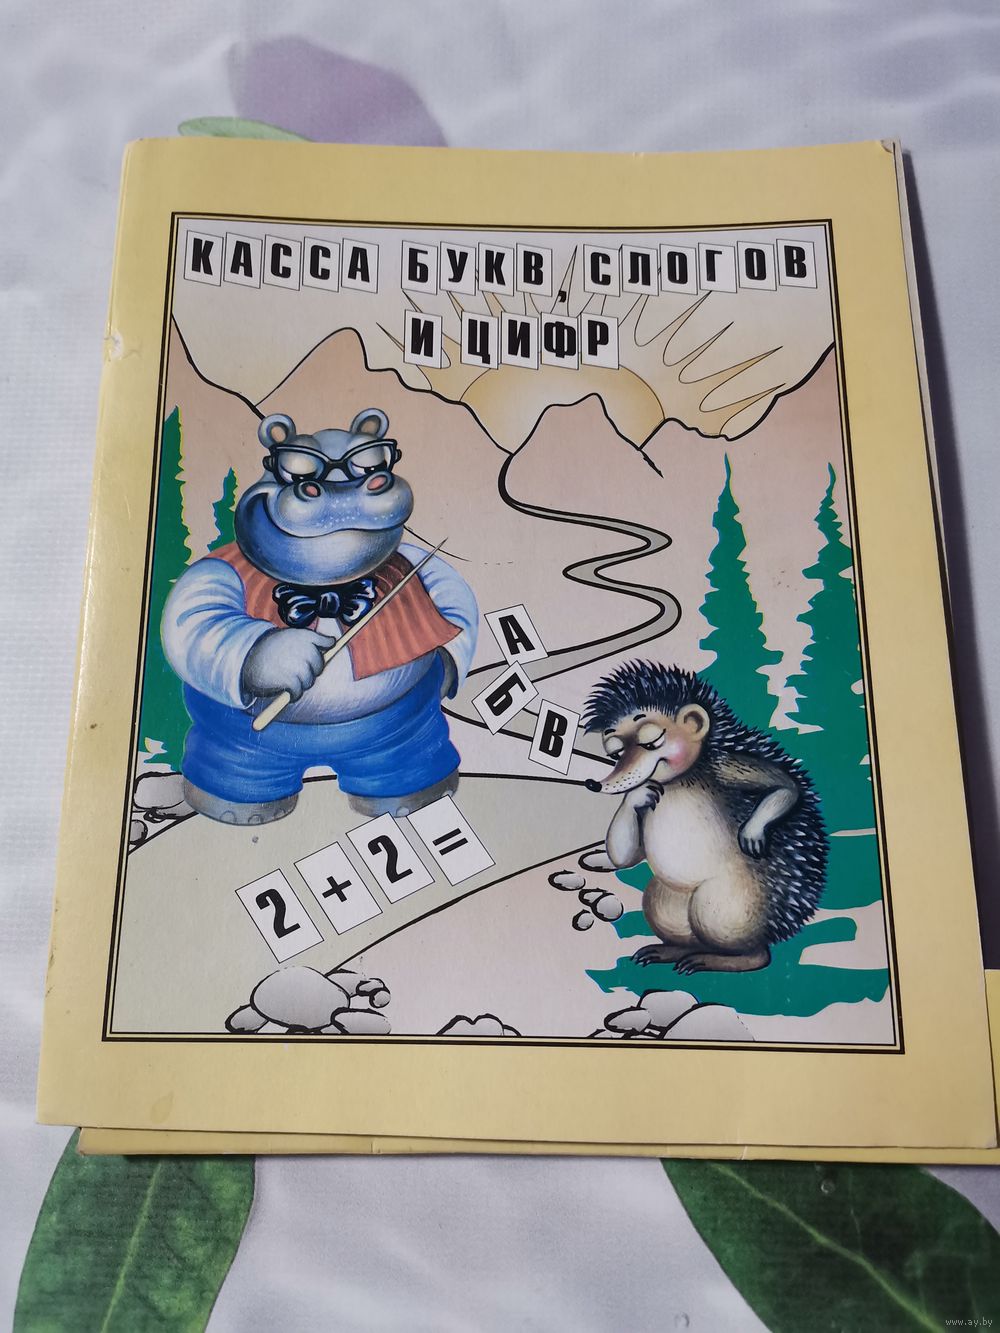 КАССА БУКВ, СЛОГОВ
И ЦИФР
А
Б
В
2+2=
www.ay.by